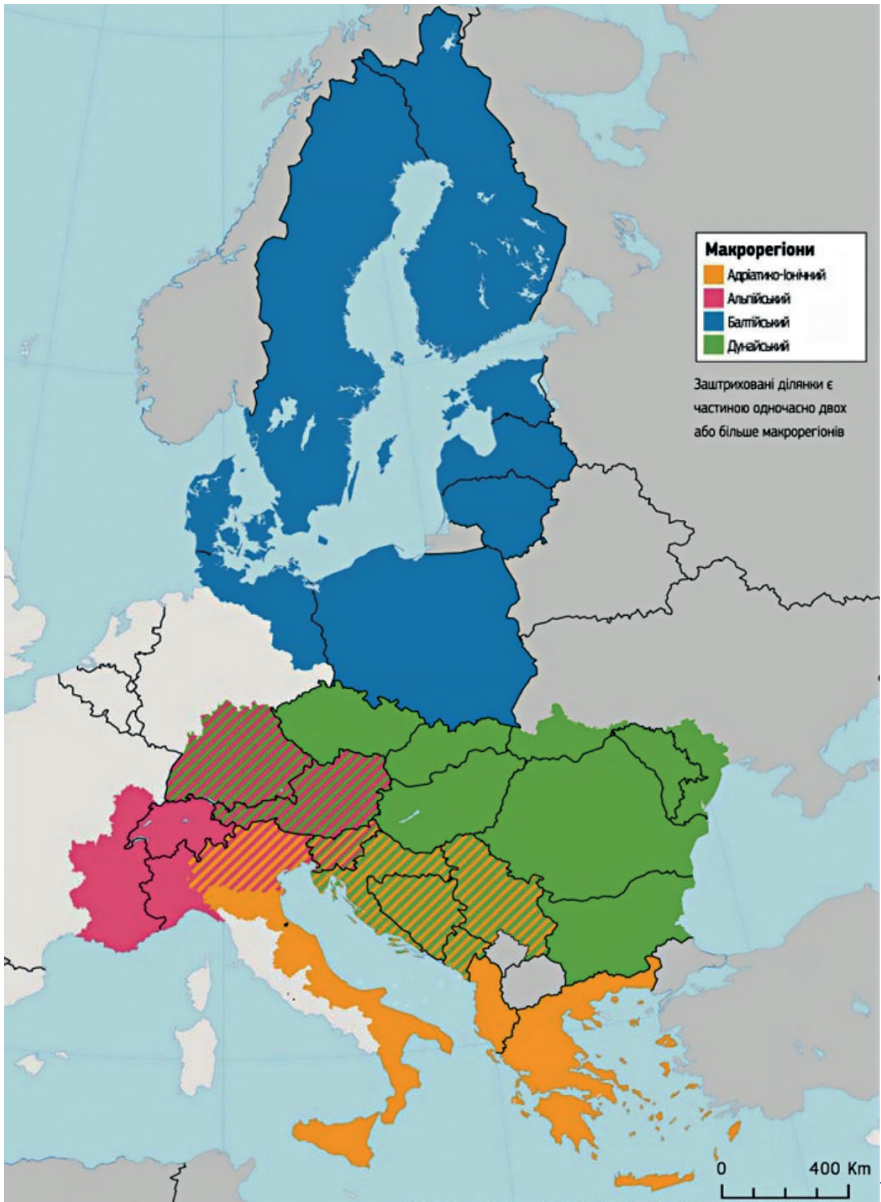 Макрорегіони
Адріатико-Іонічний
Альпійський
Балтійський
Дунайський
Заштриховані ділянки є
частиною одночасно двох
або більше макрорегіонів
0 400 Km